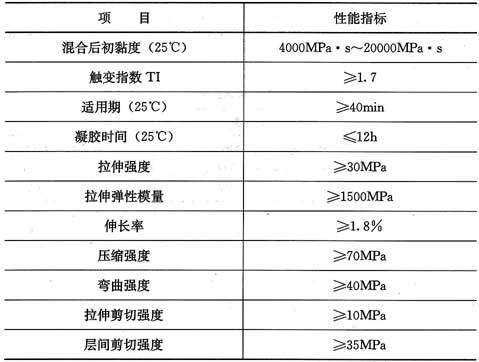 项 目 性能指标
混合后初黏度(25℃) 4000MPa·s~20000MPa·s
触变指数TI ≥1.7
适用期(25℃) ≥40min
凝胶时间(25℃) ≤12h
拉伸强度 ≥30MPa
拉伸弹性模量 ≥1500MPa
伸长率 ≥1.8%
压缩强度 ≥70MPa
弯曲强度 ≥40MPa
拉伸剪切强度 ≥10MPa
层间剪切强度 ≥35MPa